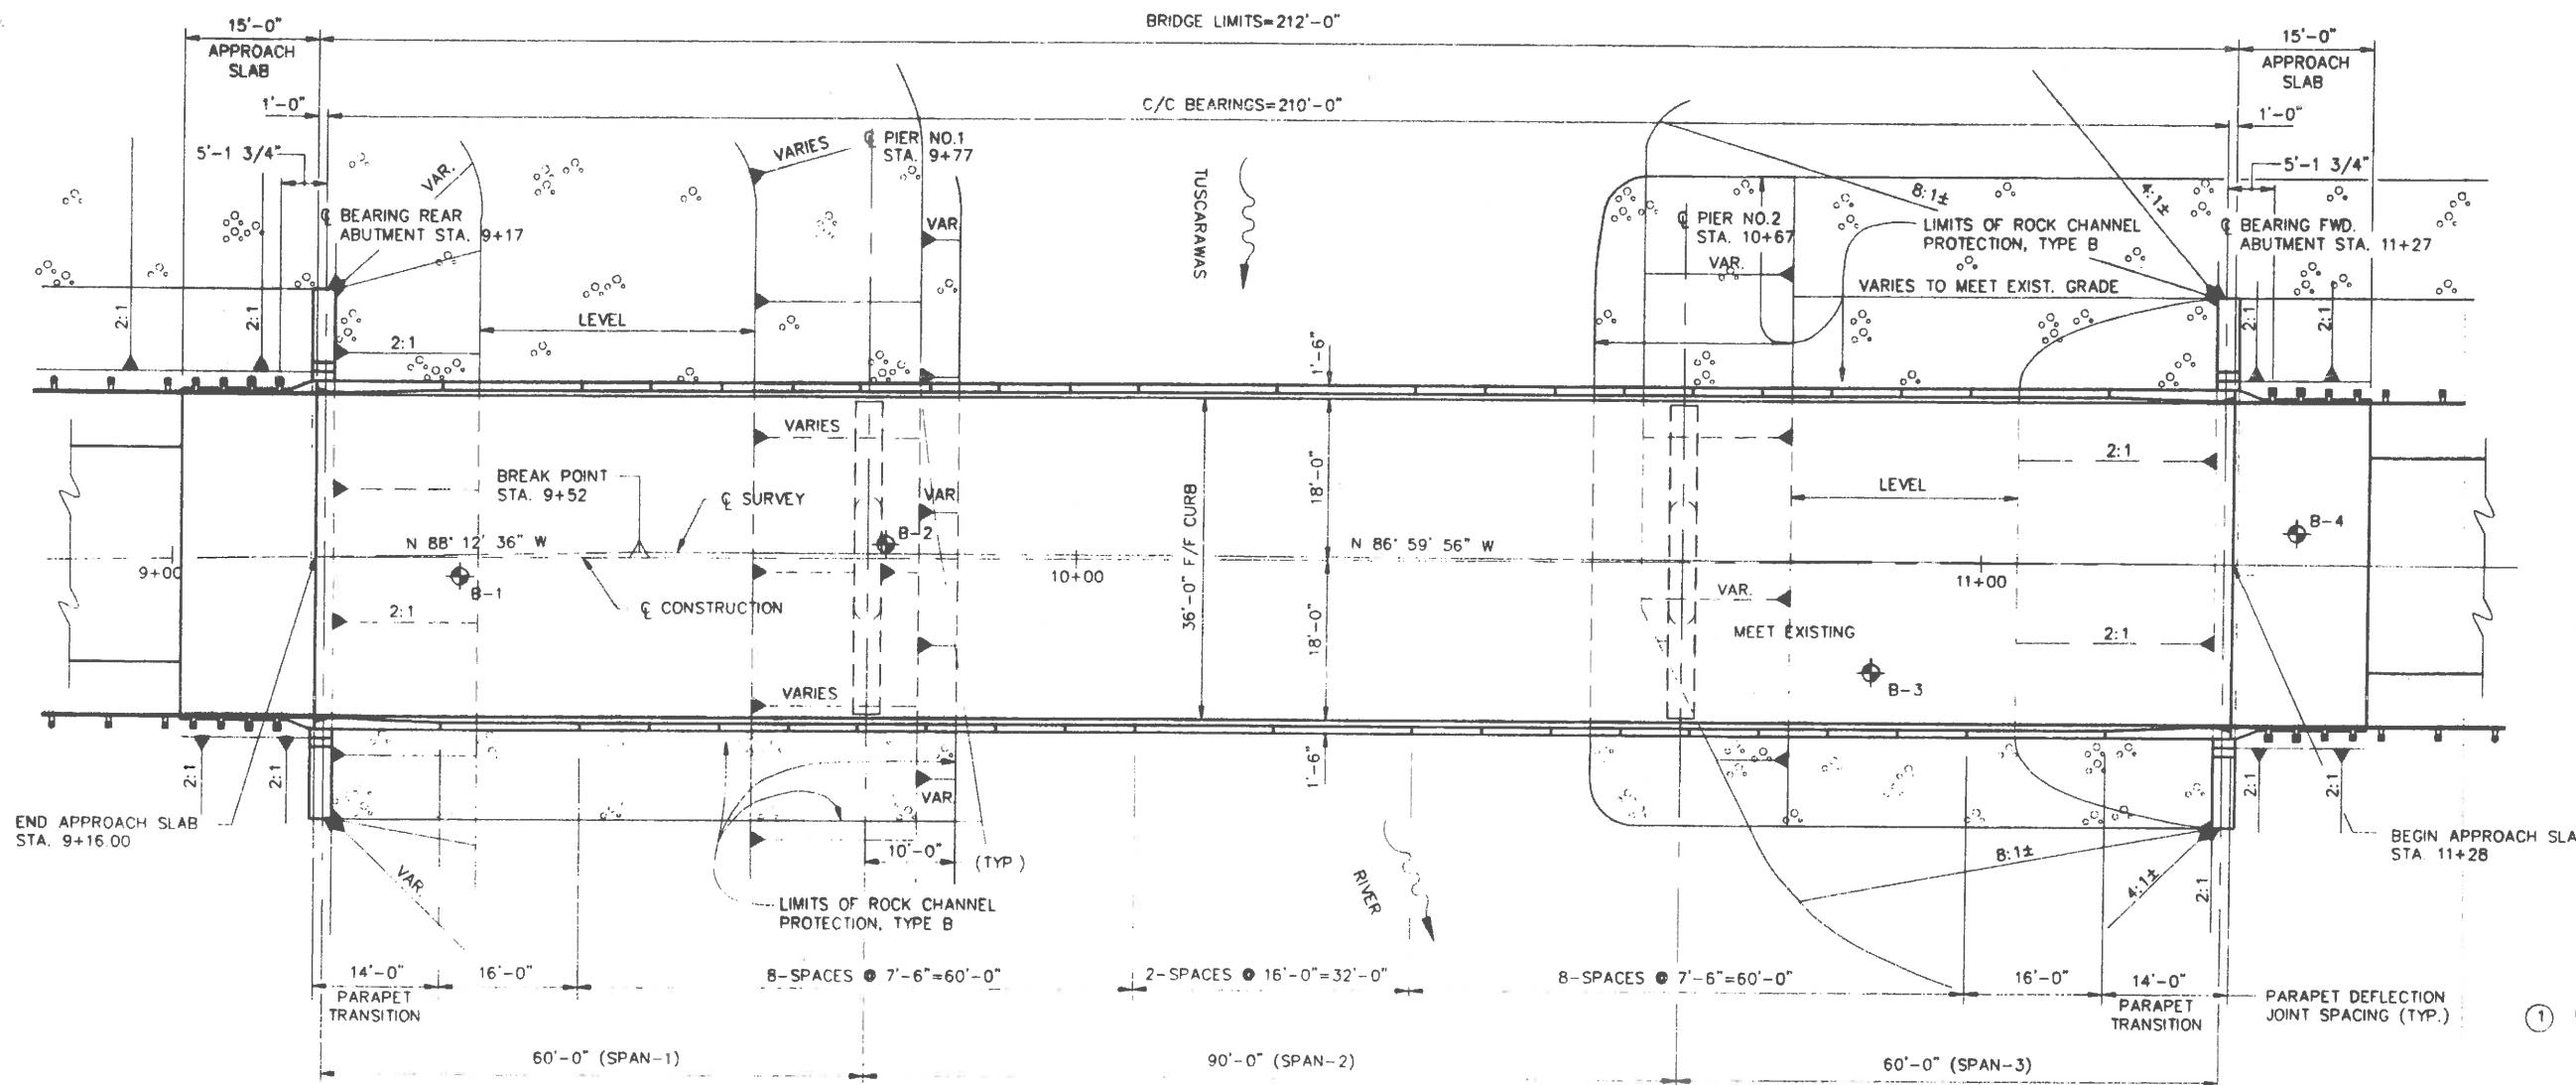 BRIDGE LIMITS=212'-0"
15'-0"
APPROACH
SLAB
15'-0"
APPROACH
SLAB
1'-0"
C/C BEARINGS=210'-0"
1'-0"
5'-1 3/4"
VAR.
VARIES
℄ PIER NO.1
STA. 9+77
TUSCARAWAS
5'-1 3/4"
℄ BEARING REAR
ABUTMENT STA. 9+17
VAR.
8:1±
4:1±
℄ PIER NO.2
STA. 10+67
VAR.
LIMITS OF ROCK CHANNEL
PROTECTION, TYPE B
℄ BEARING FWD.
ABUTMENT STA. 11+27
VARIES TO MEET EXIST. GRADE
2:1
2:1
2:1
LEVEL
1'-6"
2:1
2:1
VARIES
BREAK POINT
STA. 9+52
℄ SURVEY
VAR.
36'-0" F/F CURB
18'-0"
2:1
LEVEL
N 88° 12' 36" W
B-2
N 86° 59' 56" W
B-4
9+00
B-1
10+00
11+00
℄ CONSTRUCTION
2:1
18'-0"
VAR.
MEET EXISTING
2:1
B-3
VARIES
2:1
2:1
VAR.
1'-6"
2:1
2:1
END APPROACH SLAB
STA. 9+16.00
10'-0"
(TYP.)
VAR.
RIVER
8:1±
4:1±
2:1
BEGIN APPROACH SLA
STA. 11+28
LIMITS OF ROCK CHANNEL
PROTECTION, TYPE B
14'-0"
PARAPET
TRANSITION
16'-0"
8-SPACES @ 7'-6"=60'-0"
2-SPACES @ 16'-0"=32'-0"
8-SPACES @ 7'-6"=60'-0"
16'-0"
14'-0"
PARAPET
TRANSITION
PARAPET DEFLECTION
JOINT SPACING (TYP.)
1
60'-0" (SPAN-1)
90'-0" (SPAN-2)
60'-0" (SPAN-3)